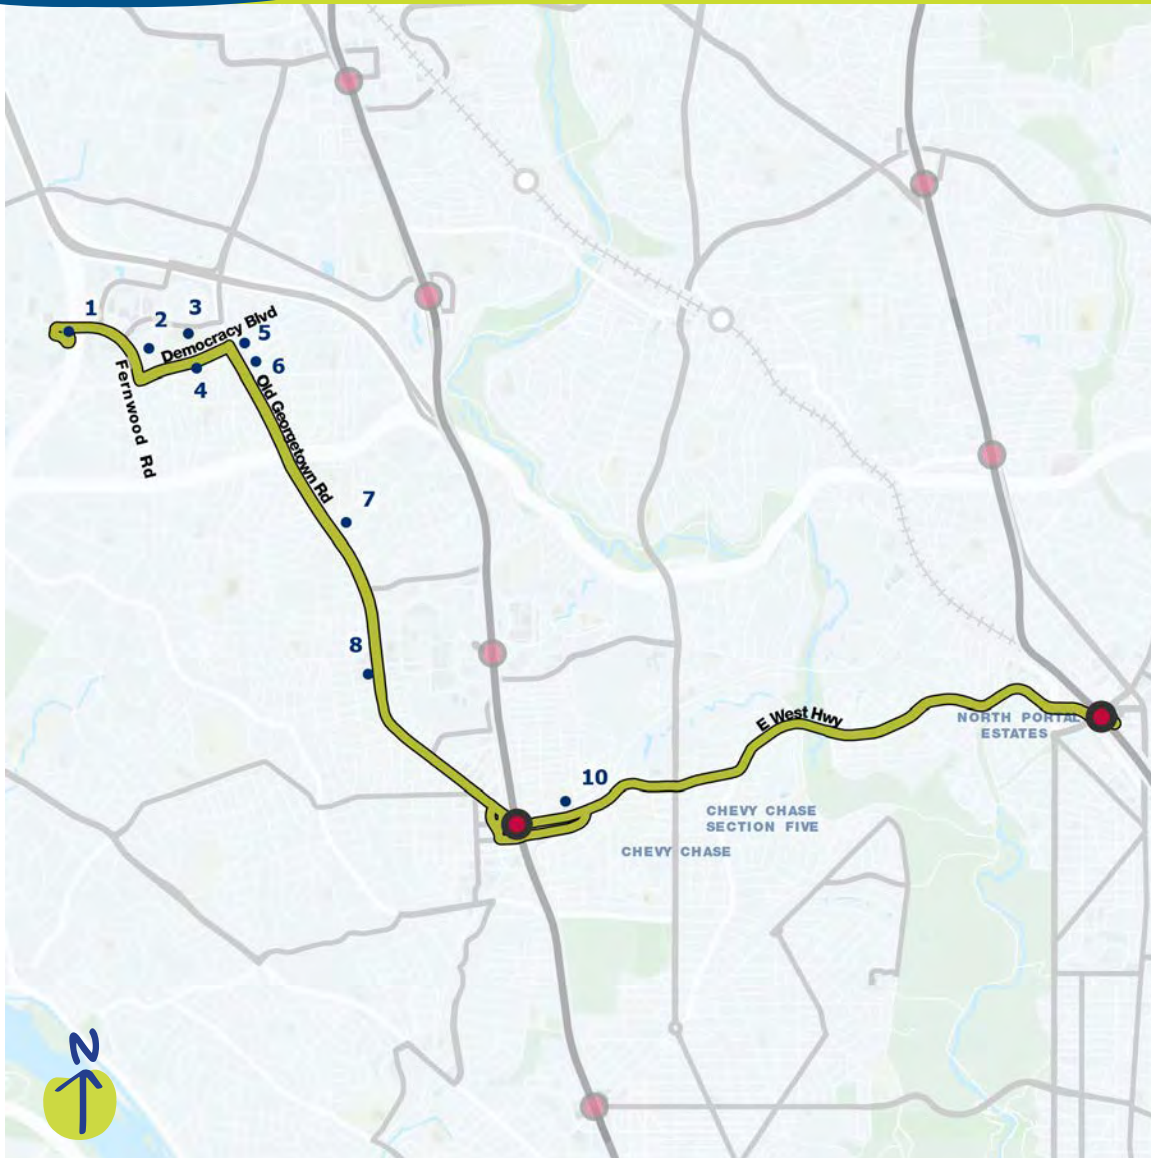 1
2
3
Democracy Blvd
5
6
4
Fernwood Rd
Old Georgetown Rd
7
8
E West Hwy
NORTH PORTAL
ESTATES
10
CHEVY CHASE
SECTION FIVE
CHEVY CHASE
N